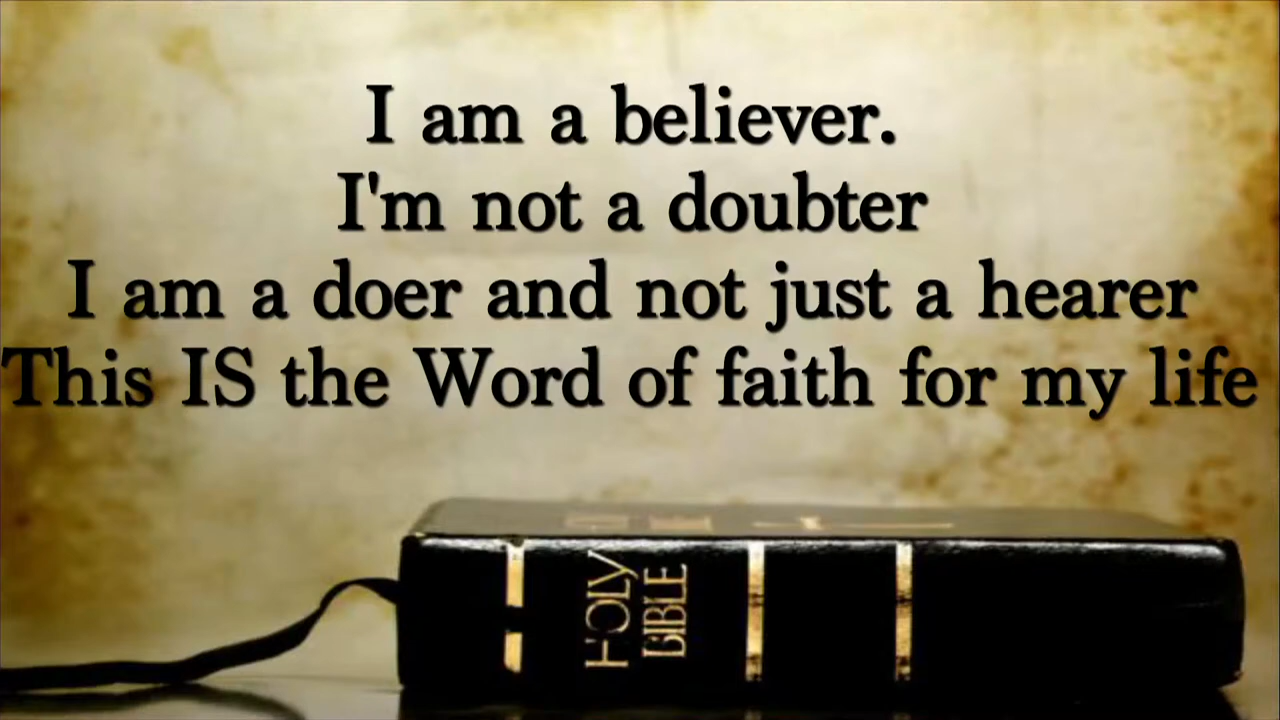 I am a believer.
I'm not a doubter
I am a doer and not just a hearer
This IS the Word of faith for my life
HOLY
BIBLE